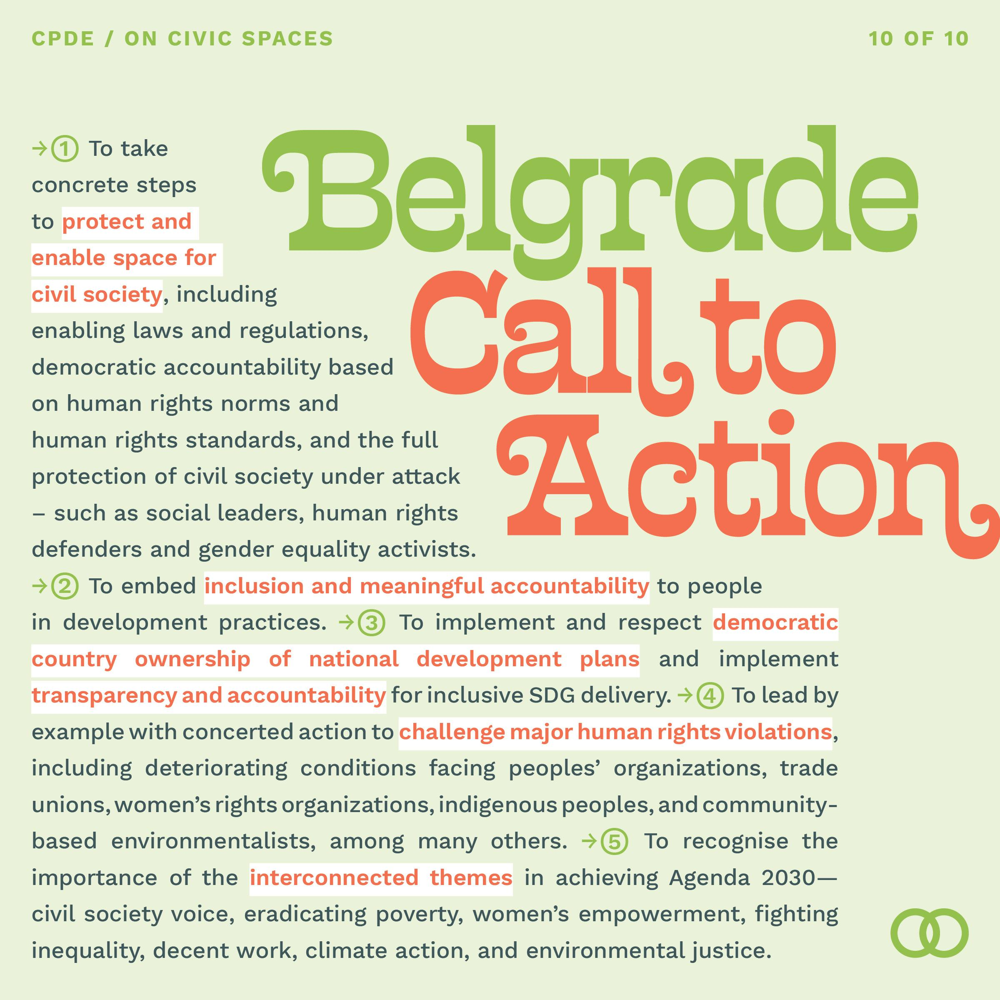 CPDE / ON CIVIC SPACES
10 OF 10
Belgrade
Call to
Action
→① To take
concrete steps
to protect and
enable space for
civil society, including
enabling laws and regulations,
democratic accountability based
on human rights norms and
human rights standards, and the full
protection of civil society under attack
– such as social leaders, human rights
defenders and gender equality activists.
→② To embed inclusion and meaningful accountability to people
in development practices. →③ To implement and respect democratic
country ownership of national development plans and implement
transparency and accountability for inclusive SDG delivery. →④ To lead by
example with concerted action to challenge major human rights violations,
including deteriorating conditions facing peoples’ organizations, trade
unions, women’s rights organizations, indigenous peoples, and community-
based environmentalists, among many others. →⑤ To recognise the
importance of the interconnected themes in achieving Agenda 2030—
civil society voice, eradicating poverty, women’s empowerment, fighting
inequality, decent work, climate action, and environmental justice.